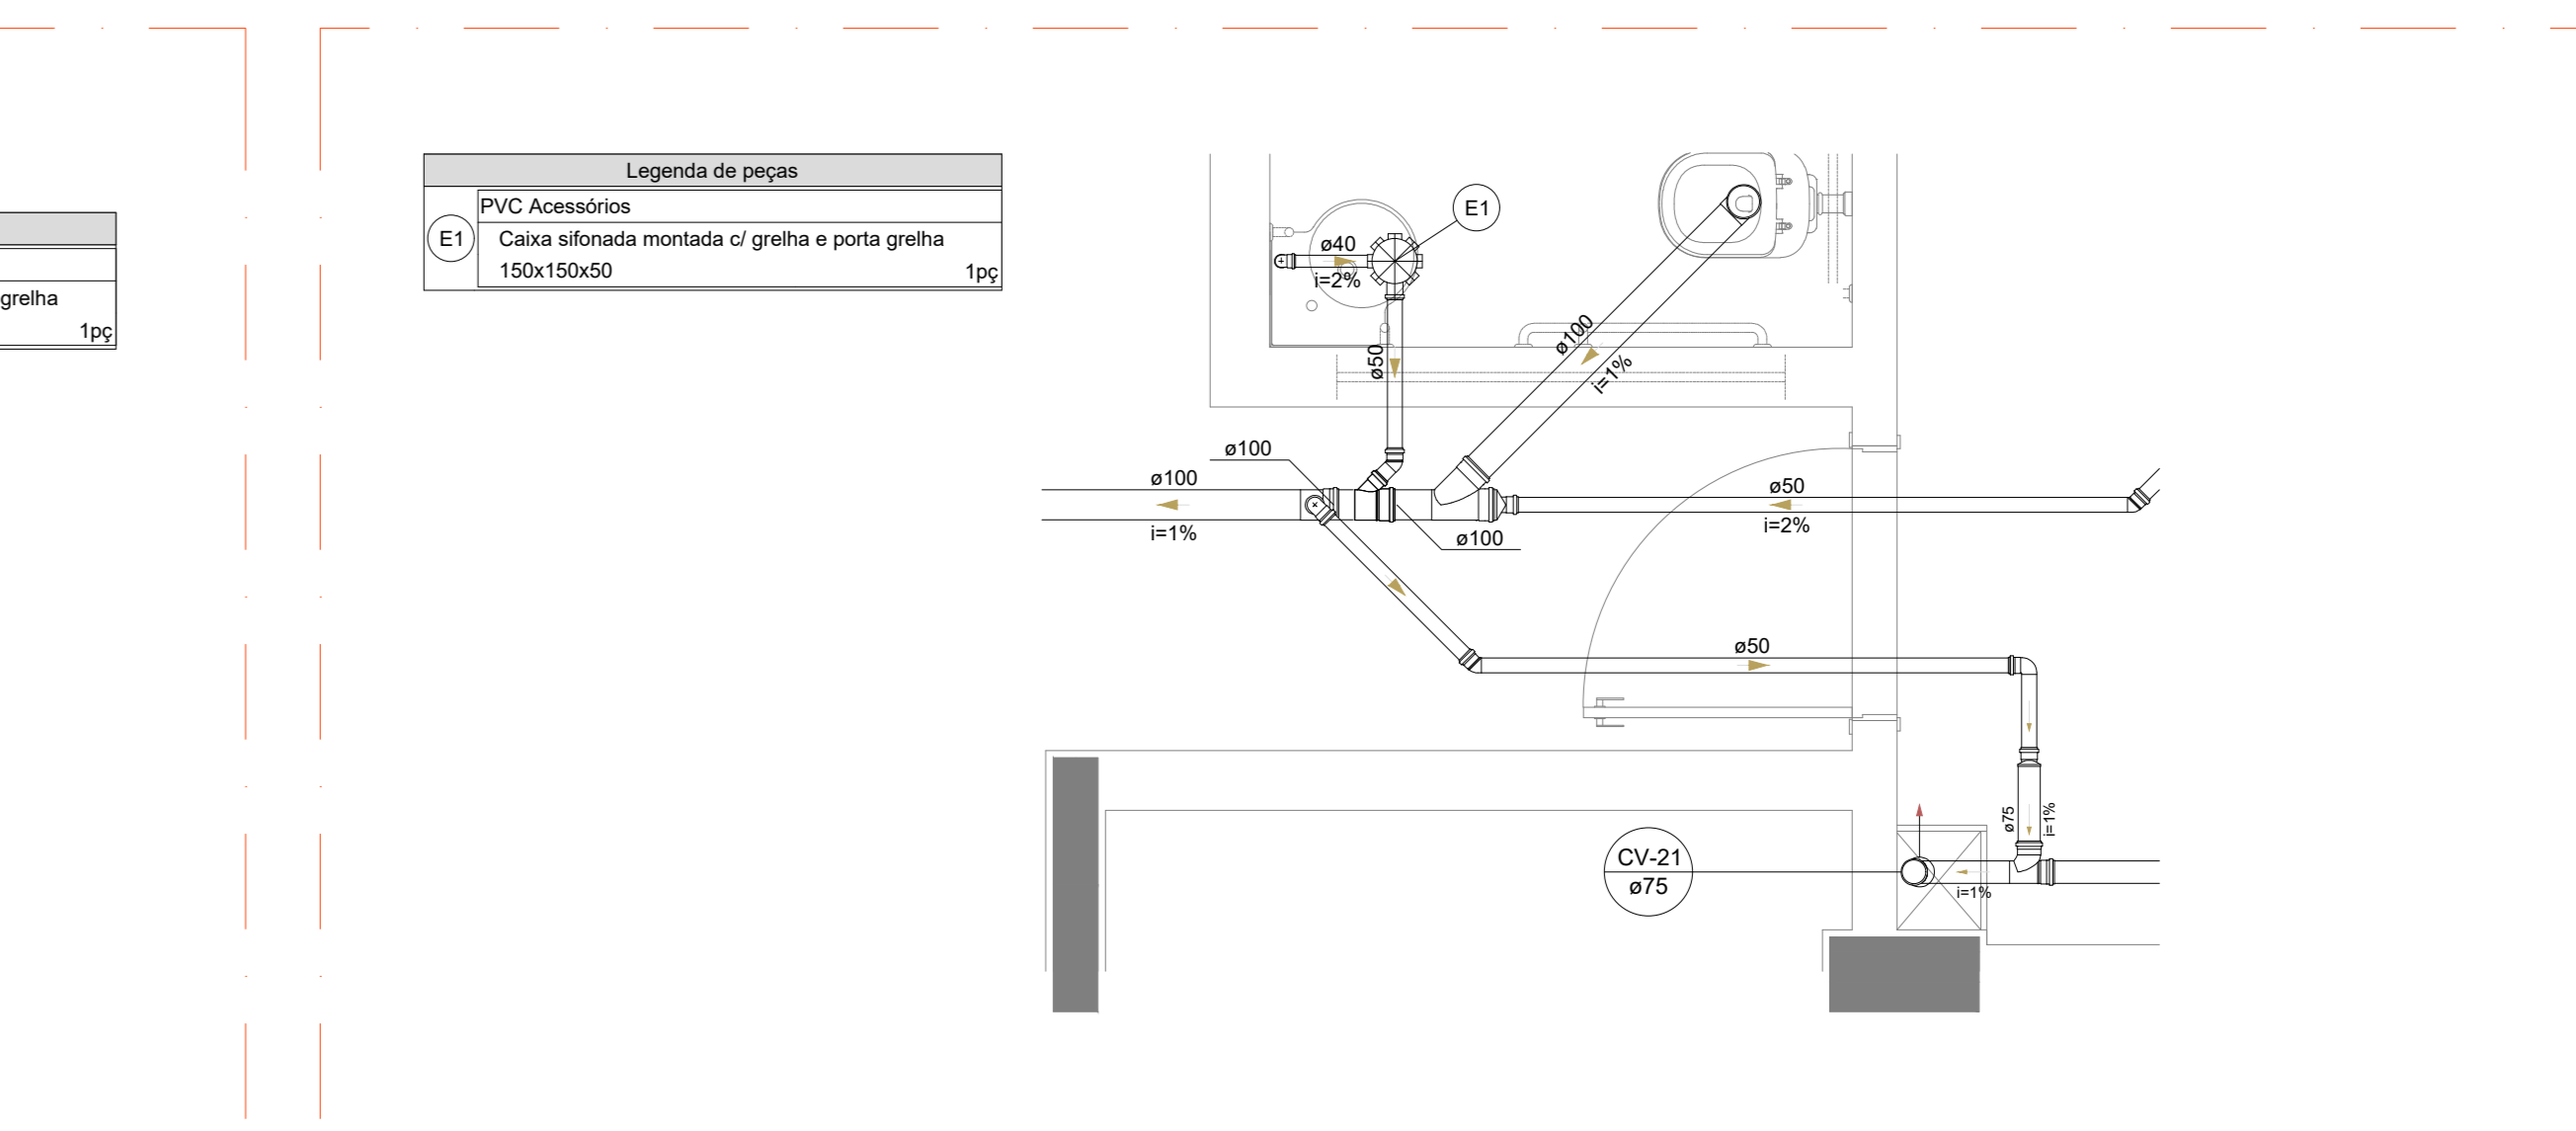 grelha
1pç
Legenda de peças
PVC Acessórios
E1
Caixa sifonada montada c/ grelha e porta grelha
150x150x50
1pç
E1
ø40
i=2%
ø50
ø100
i=1%
ø100
ø100
i=1%
ø100
ø50
i=2%
ø50
ø75
i=1%
CV-21
ø75
i=1%